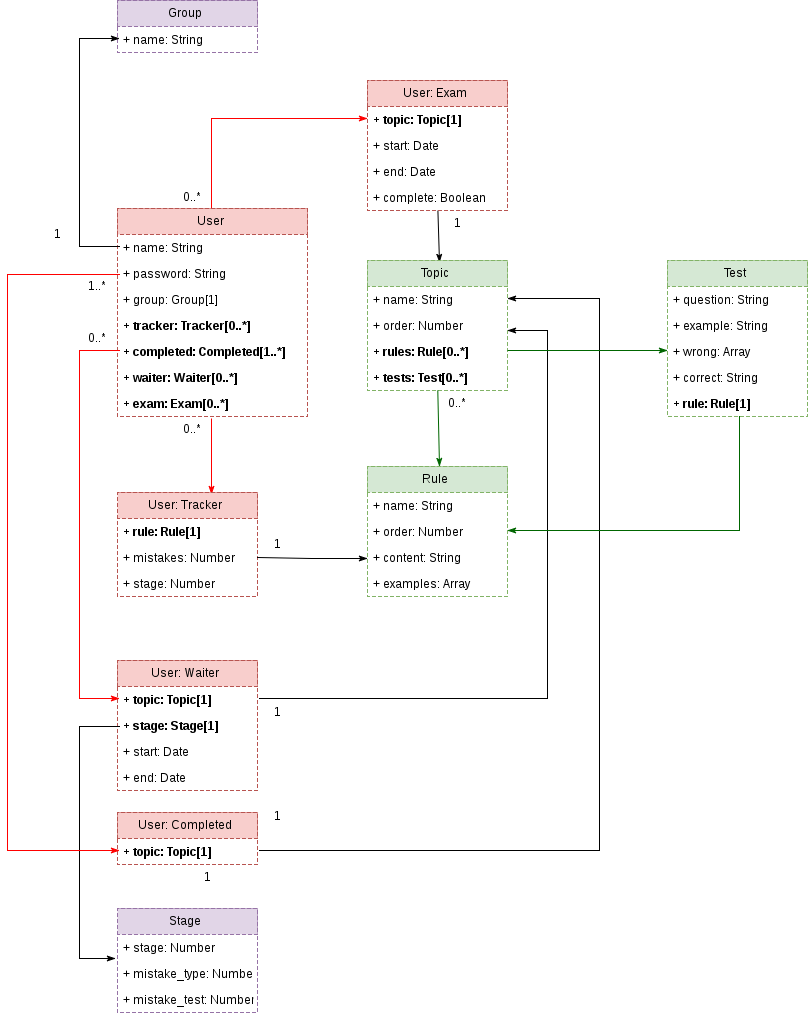 Group
+ name: String
User: Exam
+ topic: Topic[1]
+ start: Date
+ end: Date
+ complete: Boolean
0..*
1
1
User
+ name: String
+ password: String
+ group: Group[1]
+ tracker: Tracker[0..*]
+ completed: Completed[1..*]
+ waiter: Waiter[0..*]
+ exam: Exam[0..*]
1..*
0..*
0..*
Topic
+ name: String
+ order: Number
+ rules: Rule[0..*]
+ tests: Test[0..*]
0..*
Test
+ question: String
+ example: String
+ wrong: Array
+ correct: String
+ rule: Rule[1]
Rule
+ name: String
+ order: Number
+ content: String
+ examples: Array
User: Tracker
+ rule: Rule[1]
+ mistakes: Number
+ stage: Number
1
User: Waiter
+ topic: Topic[1]
+ stage: Stage[1]
+ start: Date
+ end: Date
1
User: Completed
+ topic: Topic[1]
1
1
Stage
+ stage: Number
+ mistake_type: Numbe
+ mistake_test: Number